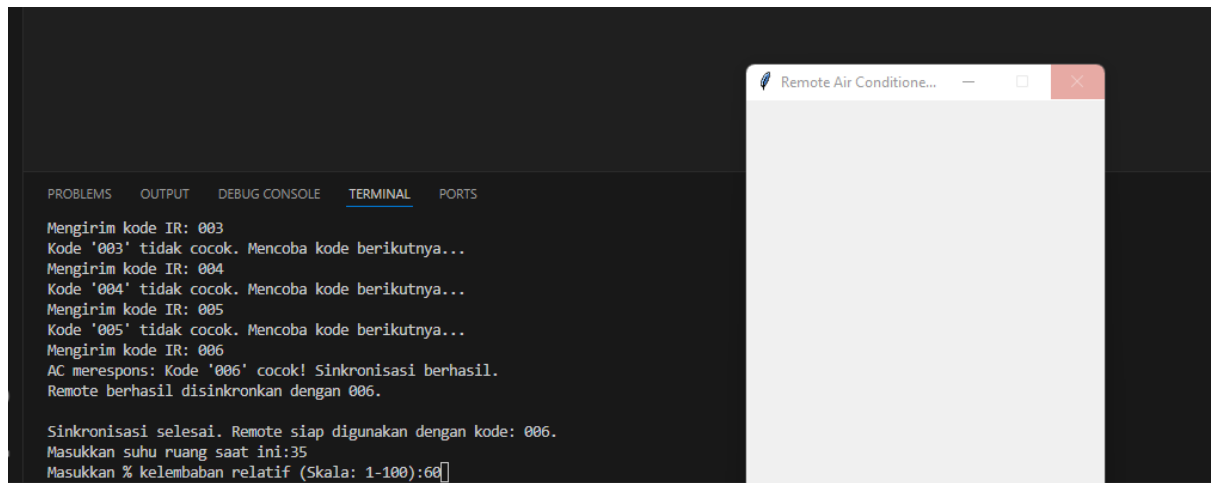 Remote Air Conditione...
PROBLEMS OUTPUT DEBUG CONSOLE TERMINAL PORTS
Mengirim kode IR: 003
Kode '003' tidak cocok. Mencoba kode berikutnya...
Mengirim kode IR: 004
Kode '004' tidak cocok. Mencoba kode berikutnya...
Mengirim kode IR: 005
Kode '005' tidak cocok. Mencoba kode berikutnya...
Mengirim kode IR: 006
AC merespons: Kode '006' cocok! Sinkronisasi berhasil.
Remote berhasil disinkronkan dengan 006.
Sinkronisasi selesai. Remote siap digunakan dengan kode: 006.
Masukkan suhu ruang saat ini:35
Masukkan % kelembaban relatif (Skala: 1-100):60